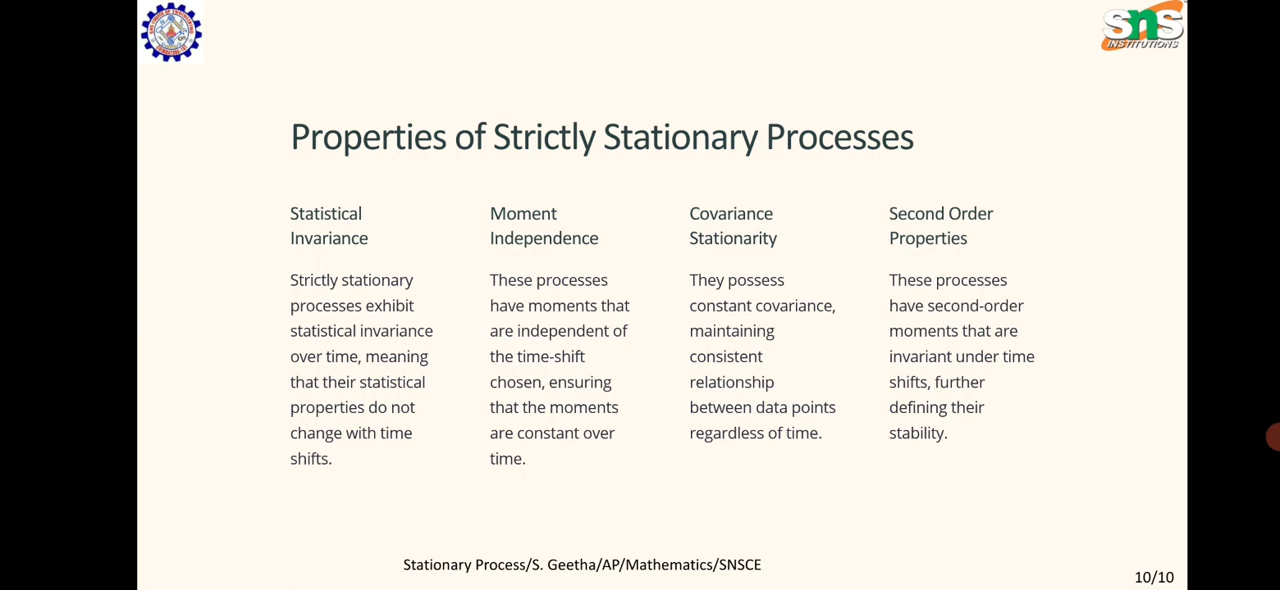 sns
INSTITUTIONS
Properties of Strictly Stationary Processes
Statistical
Invariance
Strictly stationary
processes exhibit
statistical invariance
over time, meaning
that their statistical
properties do not
change with time
shifts.
Moment
Independence
These processes
have moments that
are independent of
the time-shift
chosen, ensuring
that the moments
are constant over
time.
Covariance
Stationarity
They possess
constant covariance,
maintaining
consistent
relationship
between data points
regardless of time.
Second Order
Properties
These processes
have second-order
moments that are
invariant under time
shifts, further
defining their
stability.
Stationary Process/S. Geetha/AP/Mathematics/SNSCE
10/10